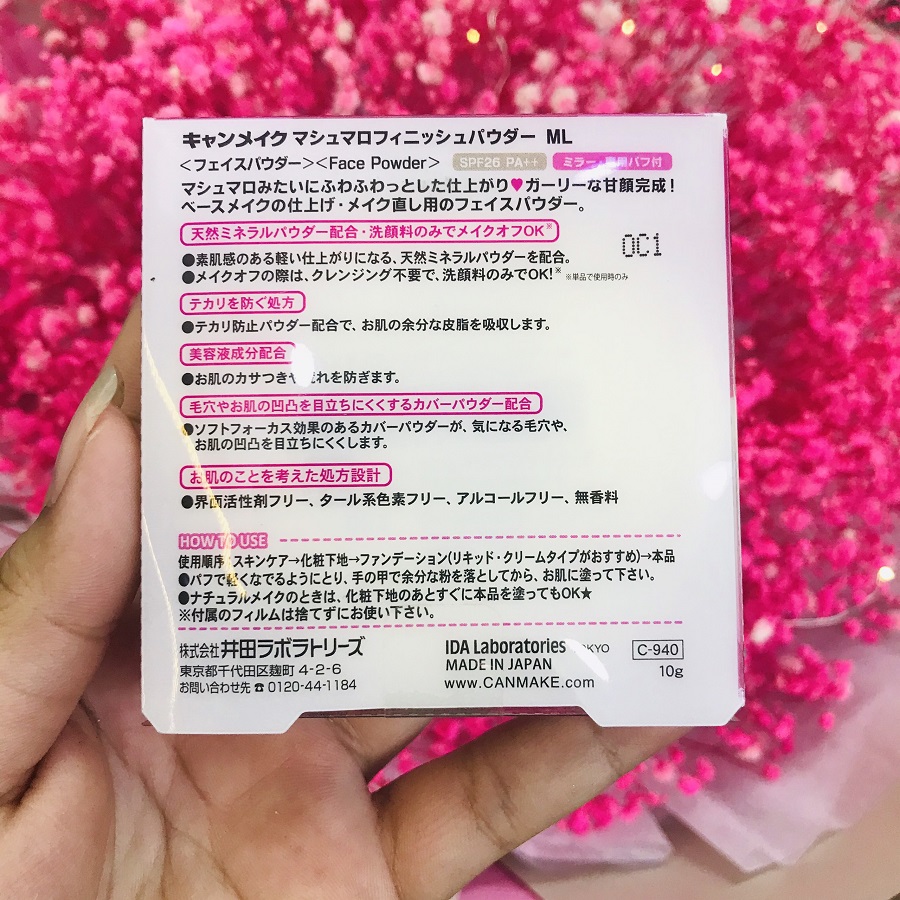 キャンメイク マシュマロフィニッシュパウダー ML
<フェイスパウダー><Face Powder> SPF26 PA++ ミラー・専用パフ付
マシュマロみたいにふわふわっとした仕上がり♥ガーリーな甘顔完成!
ベースメイクの仕上げ・メイク直し用のフェイスパウダー。
天然ミネラルパウダー配合・洗顔料のみでメイクオフOK※
0C1
●素肌感のある軽い仕上がりになる、天然ミネラルパウダーを配合。
●メイクオフの際は、クレンジング不要で、洗顔料のみでOK!※ ※単品で使用時のみ
テカリを防ぐ処方
●テカリ防止パウダー配合で、お肌の余分な皮脂を吸収します。
美容液成分配合
●お肌のカサつきや れを防ぎます。
毛穴やお肌の凹凸を目立ちにくくするカバーパウダー配合
●ソフトフォーカス効果のあるカバーパウダーが、気になる毛穴や、
お肌の凹凸を目立ちにくくします。
お肌のことを考えた処方設計
●界面活性剤フリー、タール系色素フリー、アルコールフリー、無香料
HOW TO USE
使用順序 スキンケア→化粧下地→ファンデーション(リキッド・クリームタイプがおすすめ)→本品
●パフで軽くなでるようにとり、手の甲で余分な粉を落としてから、お肌に塗って下さい。
●ナチュラルメイクのときは、化粧下地のあとすぐに本品を塗ってもOK★
※付属のフィルムは捨てずにお使い下さい。
株式会社 井田ラボラトリーズ
東京都千代田区麹町 4-2-6
お問い合わせ先 ☎ 0120-44-1184
IDA Laboratories TOKYO
MADE IN JAPAN
www.CANMAKE.com
C-940
10g